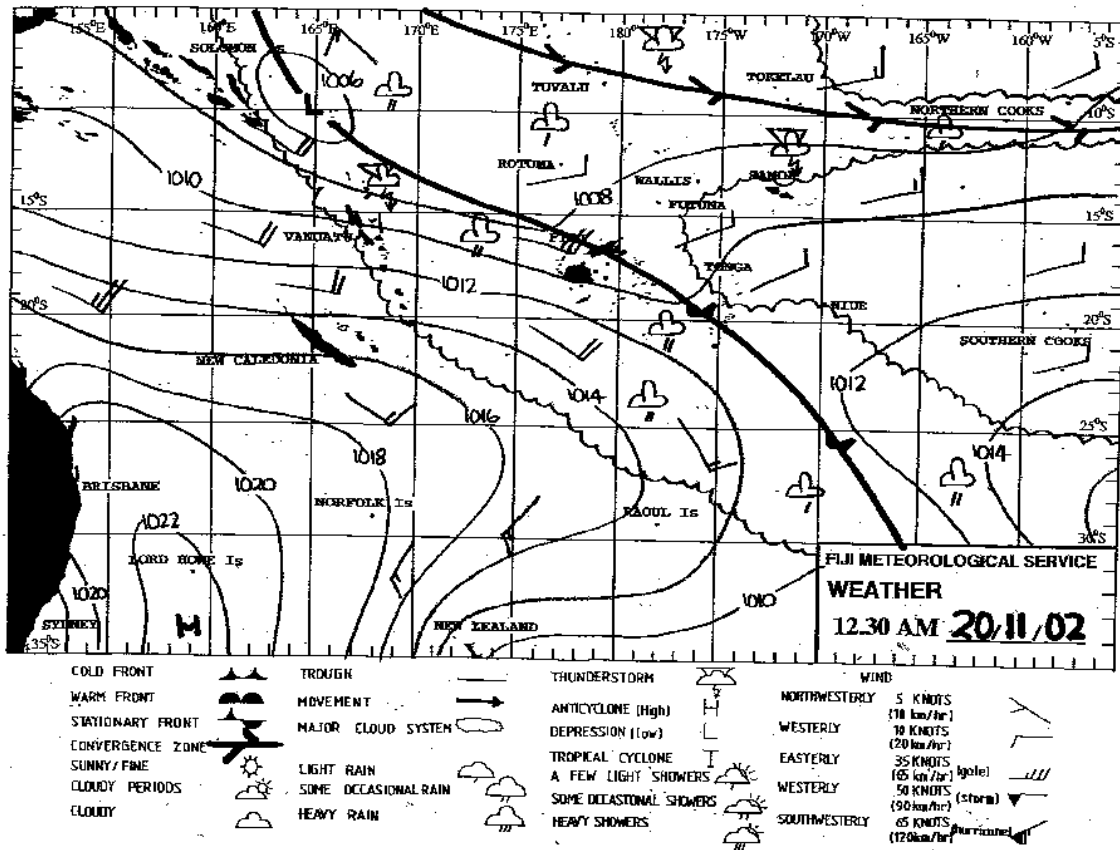 155°E 160°E 165°E 170°E 175°E 180° 175°W 170°W 165°W 160°W 5°S
SOLOMON Is
1006
TUVALU
TOKELAU
L
NORTHERN COOKS
10°S
ROTUMA
1010
WALLIS
SAMOA
1008
FUTUNA
15°S
15°S
VANUATU
TONGA
1012
NIUE
20°S
20°S
NEW CALEDONIA
SOUTHERN COOKS
1012
1014
1016
25°S
1018
1014
BRISBANE
1020
NORFOLK Is
RAOUL Is
1022
30°S
LORD HOWE Is
1020
1010
SYDNEY
H
NEW ZEALAND
35°S
FIJI METEOROLOGICAL SERVICE
WEATHER
12.30 AM 20/11/02
COLD FRONT
WARM FRONT
STATIONARY FRONT
CONVERGENCE ZONE
SUNNY/FINE
CLOUDY PERIODS
CLOUDY
TROUGH
MOVEMENT
MAJOR CLOUD SYSTEM
LIGHT RAIN
SOME OCCASIONAL RAIN
HEAVY RAIN
THUNDERSTORM
ANTICYCLONE (High) H
DEPRESSION (low) L
TROPICAL CYCLONE
A FEW LIGHT SHOWERS
SOME OCCASIONAL SHOWERS
HEAVY SHOWERS
WIND
NORTHWESTERLY 5 KNOTS
(10 km/hr)
WESTERLY 10 KNOTS
(20km/hr)
EASTERLY 35 KNOTS
(65 km/hr) (gale)
WESTERLY 50 KNOTS
(90km/hr) (storm)
SOUTHWESTERLY 65 KNOTS
(120km/hr) (hurricane)